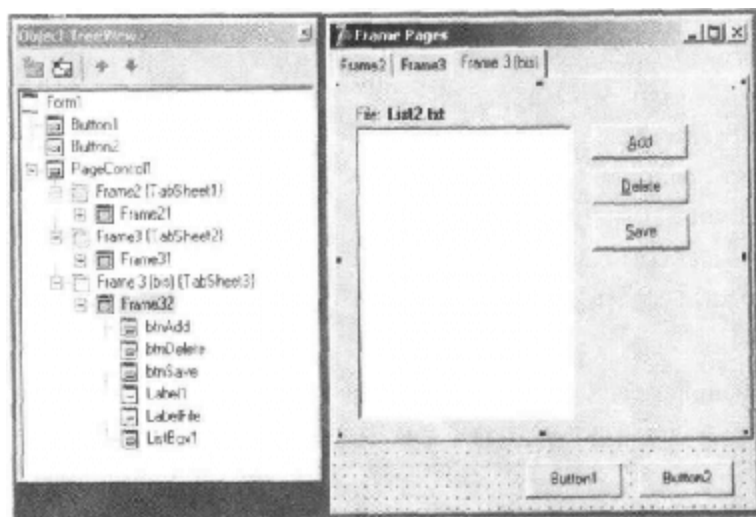 Object TreeView
Form1
Button1
Button2
PageControl1
Frame2 {TabSheet1}
Frame21
Frame3 {TabSheet2}
Frame31
Frame 3 (bis) {TabSheet3}
Frame32
btnAdd
btnDelete
btnSave
Label1
LabelFile
ListBox1
Frame Pages
Frame2 Frame3 Frame 3 (bis)
File: List2.txt
Add
Delete
Save
Button1 Button2